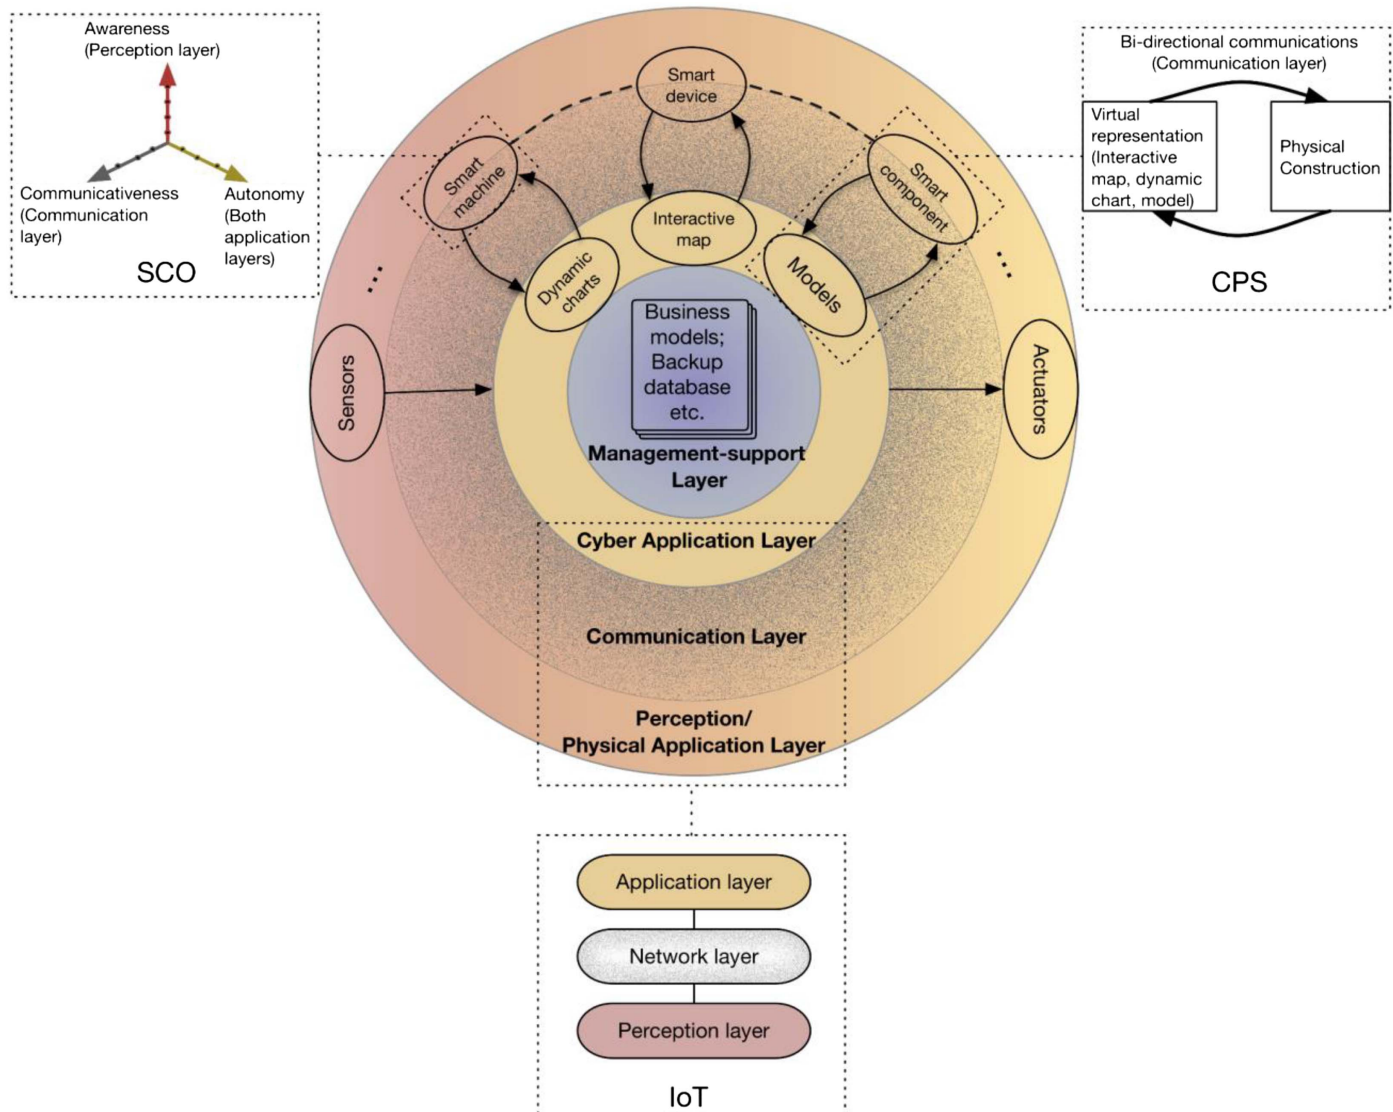 Awareness
(Perception layer)
Communicativeness
(Communication
layer)
Autonomy
(Both
application
layers)
SCO
Smart
device
Smart
machine
Smart
component
Interactive
map
Dynamic
charts
Models
Sensors
Actuators
Business
models;
Backup
database
etc.
Management-support
Layer
Cyber Application Layer
Communication Layer
Perception/
Physical Application Layer
Bi-directional communications
(Communication layer)
Virtual
representation
(Interactive
map, dynamic
chart, model)
Physical
Construction
CPS
Application layer
Network layer
Perception layer
IoT